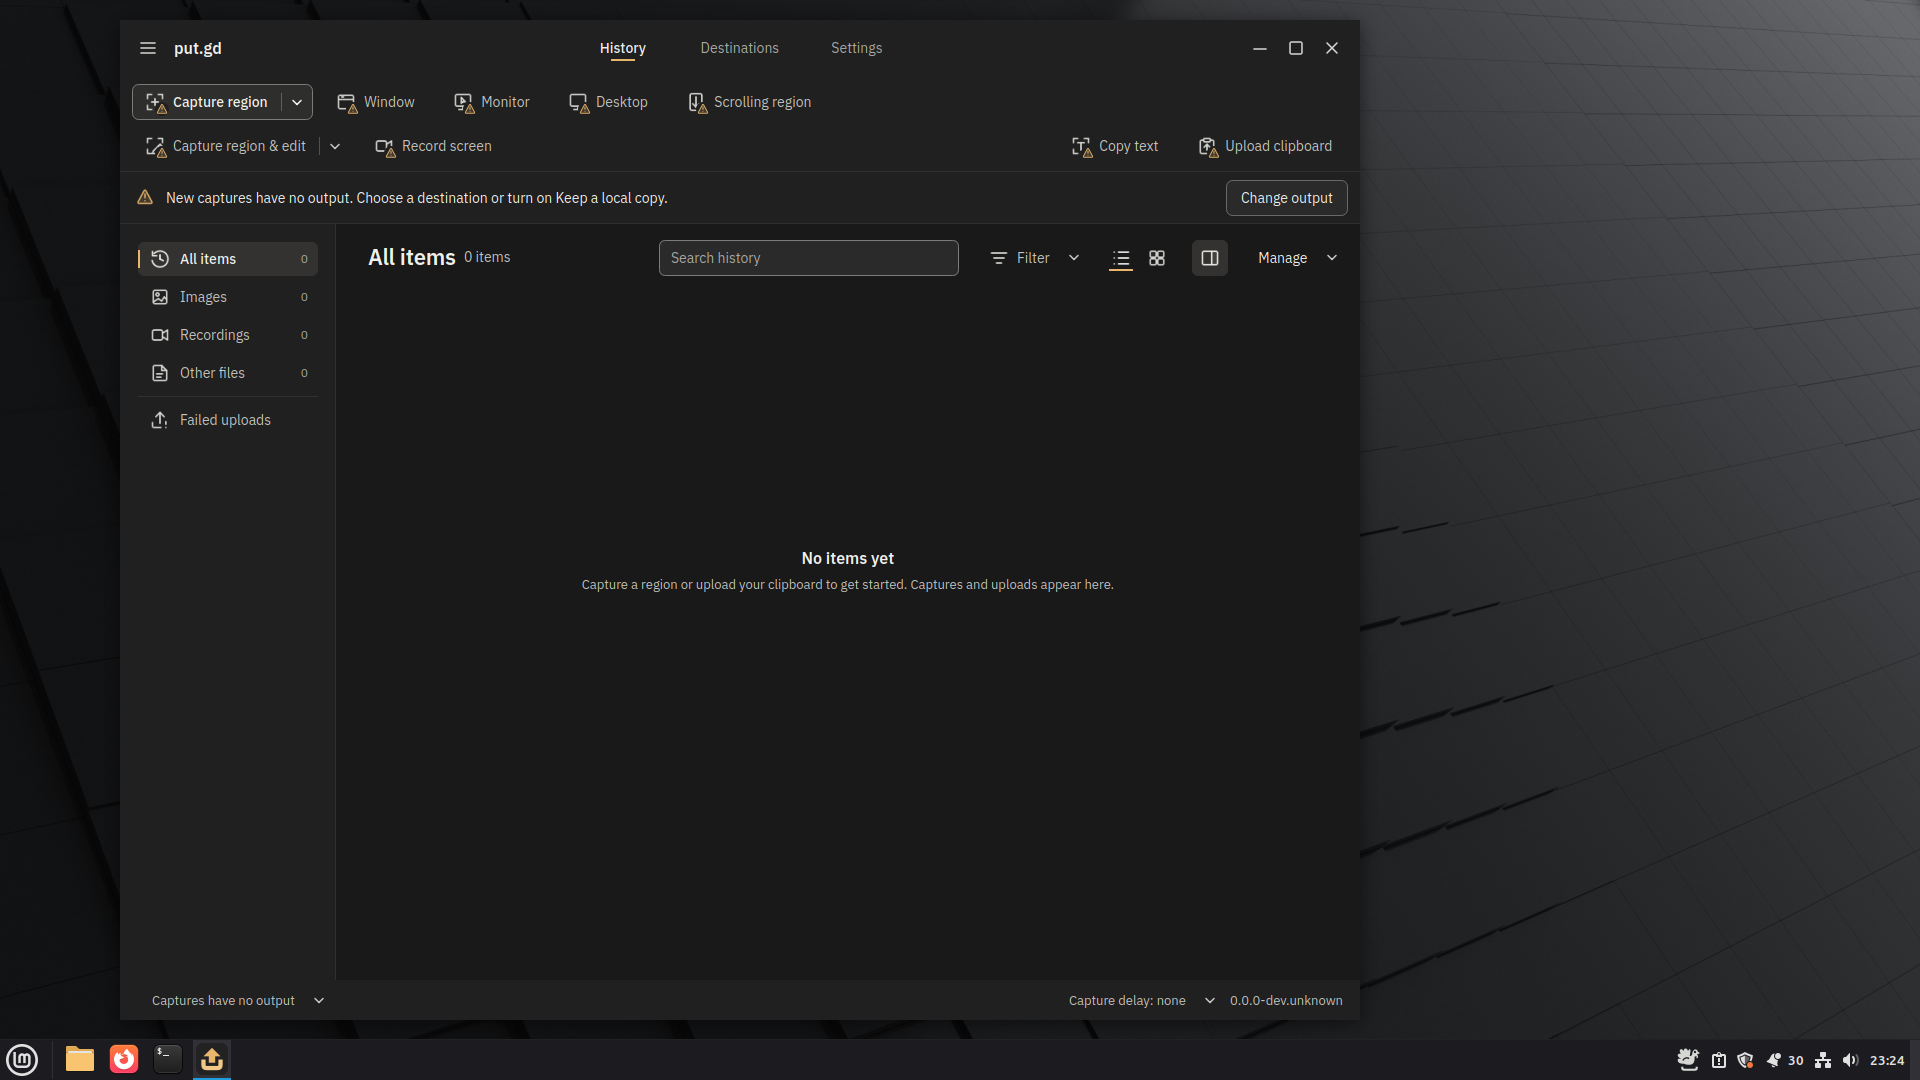 put.gd
History
Destinations
Settings
Capture region
Window
Monitor
Desktop
Scrolling region
Capture region & edit
Record screen
Copy text
Upload clipboard
New captures have no output. Choose a destination or turn on Keep a local copy.
Change output
All items 0
Images 0
Recordings 0
Other files 0
Failed uploads
All items 0 items
Search history
Filter
Manage
No items yet
Capture a region or upload your clipboard to get started. Captures and uploads appear here.
Captures have no output
Capture delay: none
0.0.0-dev.unknown
30
23:24